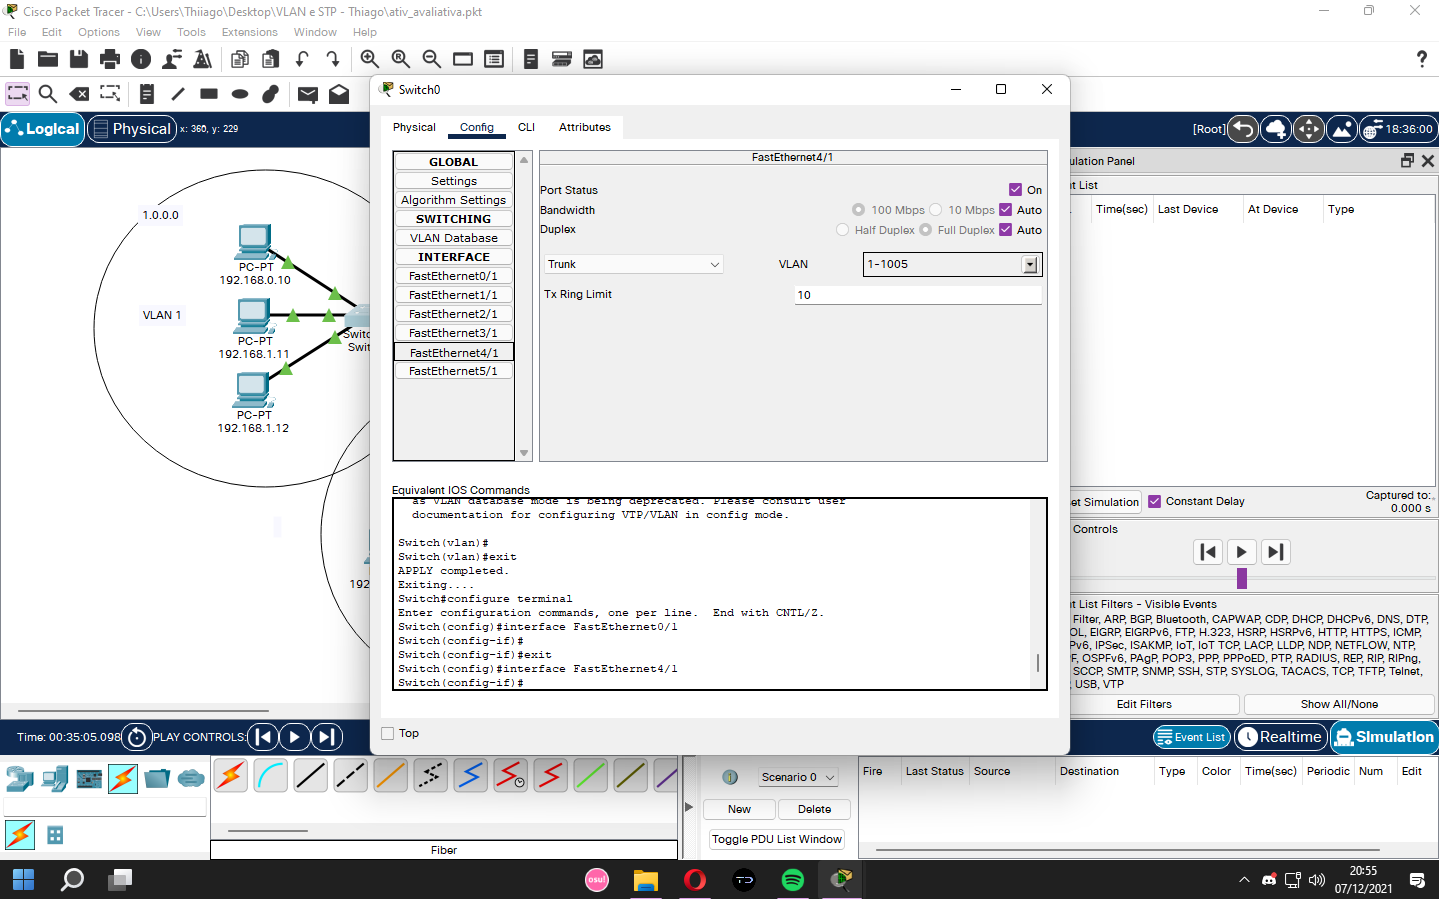 Cisco Packet Tracer - C:\Users\Thiiago\Desktop\VLAN e STP - Thiago\ativ_avaliativa.pkt
File Edit Options View Tools Extensions Window Help
Logical Physical x: 360, y: 229
[Root] 18:36:00
Switch0
Physical Config CLI Attributes
GLOBAL
Settings
Algorithm Settings
SWITCHING
VLAN Database
INTERFACE
FastEthernet0/1
FastEthernet1/1
FastEthernet2/1
FastEthernet3/1
FastEthernet4/1
FastEthernet5/1
FastEthernet4/1
Port Status On
Bandwidth 100 Mbps 10 Mbps Auto
Duplex Half Duplex Full Duplex Auto
Trunk VLAN 1-1005
Tx Ring Limit 10
Equivalent IOS Commands
as VLAN database mode is being deprecated. Please consult user
documentation for configuring VTP/VLAN in config mode.
Switch(vlan)#
Switch(vlan)#exit
APPLY completed.
Exiting....
Switch#configure terminal
Enter configuration commands, one per line. End with CNTL/Z.
Switch(config)#interface FastEthernet0/1
Switch(config-if)#
Switch(config-if)#exit
Switch(config)#interface FastEthernet4/1
Switch(config-if)#
Top
1.0.0.0
PC-PT
192.168.0.10
VLAN 1
PC-PT
192.168.1.11
PC-PT
192.168.1.12
Switc
Swit
192
ulation Panel
t List
Time(sec) Last Device At Device Type
et Simulation Constant Delay
Captured to:
0.000 s
Controls
t List Filters - Visible Events
Filter, ARP, BGP, Bluetooth, CAPWAP, CDP, DHCP, DHCPv6, DNS, DTP,
OL, EIGRP, EIGRPv6, FTP, H.323, HSRP, HSRPv6, HTTP, HTTPS, ICMP,
Pv6, IPSec, ISAKMP, IoT, IoT TCP, LACP, LLDP, NDP, NETFLOW, NTP,
F, OSPFv6, PAgP, POP3, PPP, PPPoED, PTP, RADIUS, REP, RIP, RIPng,
SCCP, SMTP, SNMP, SSH, STP, SYSLOG, TACACS, TCP, TFTP, Telnet,
, USB, VTP
Edit Filters Show All/None
Time: 00:35:05.098 PLAY CONTROLS:
Event List Realtime Simulation
Scenario 0
New Delete
Toggle PDU List Window
Fire Last Status Source Destination Type Color Time(sec) Periodic Num Edit
Fiber
osu!
20:55
07/12/2021